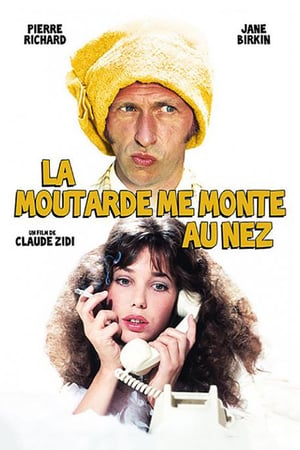 PIERRE
RICHARD
JANE
BIRKIN
LA
MOUTARDE ME MONTE
AU NEZ
UN FILM DE
CLAUDE ZIDI